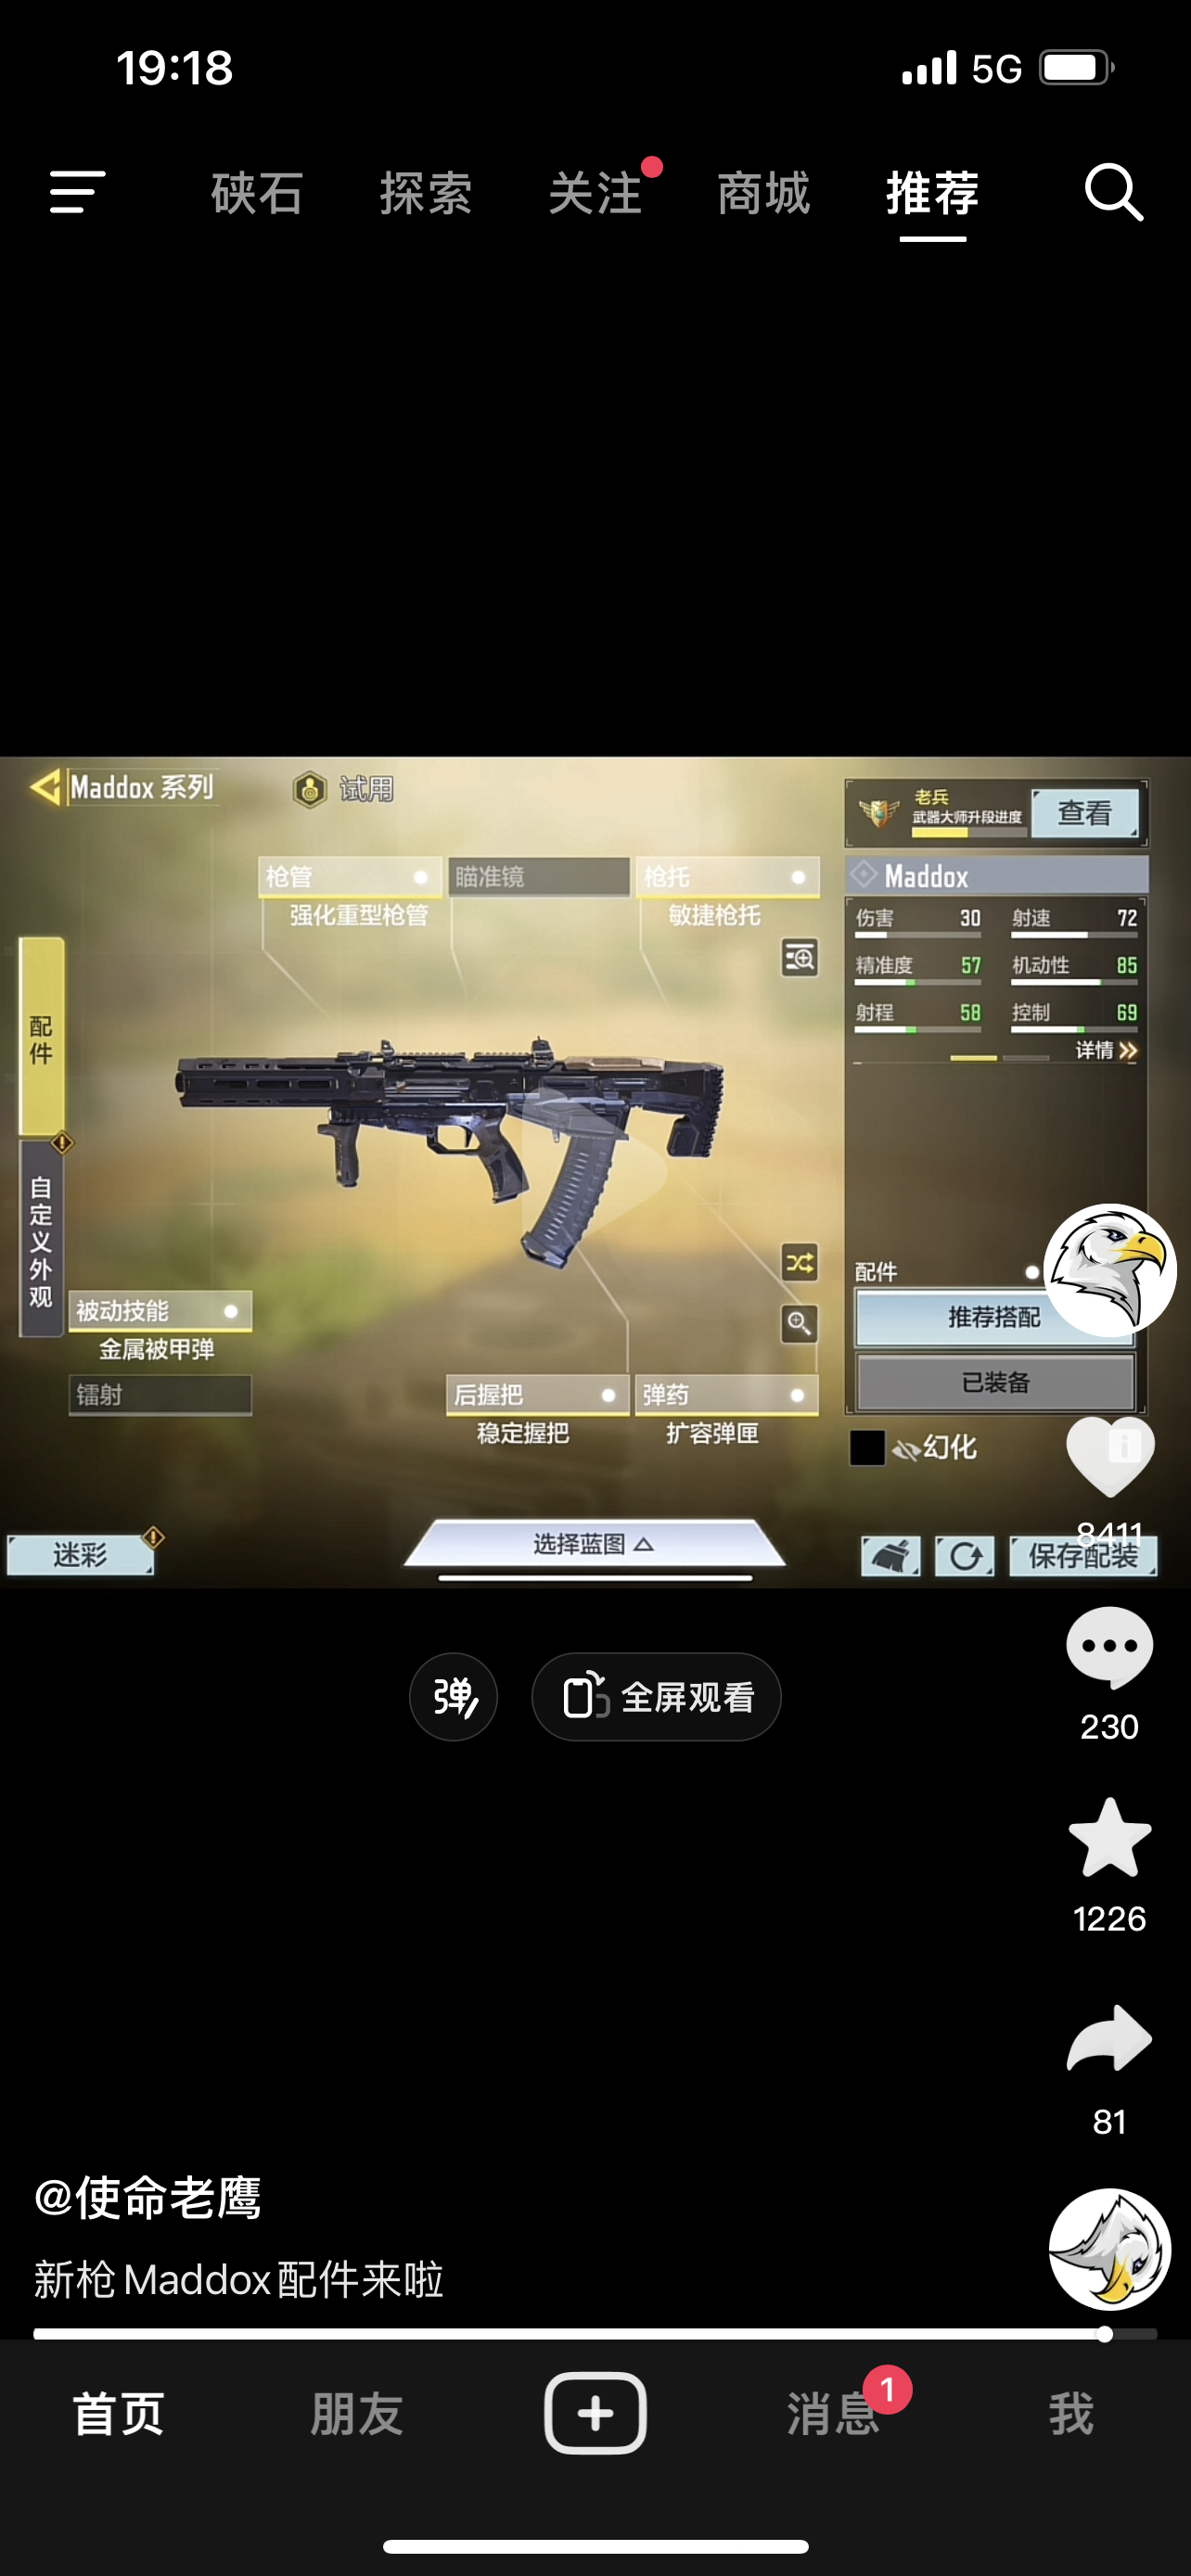 19:18
5G
硖石
探索
关注
商城
推荐
Maddox 系列
试用
老兵
武器大师升段进度
查看
枪管
瞄准镜
枪托
强化重型枪管
敏捷枪托
Maddox
伤害 30 射速 72
精准度 57 机动性 85
射程 58 控制 69
详情
配件
自定义外观
被动技能
金属被甲弹
镭射
后握把
弹药
稳定握把
扩容弹匣
配件
推荐搭配
已装备
幻化
迷彩
选择蓝图
保存配装
8411
弹
全屏观看
230
1226
81
@使命老鹰
新枪Maddox配件来啦
首页
朋友
消息
1
我